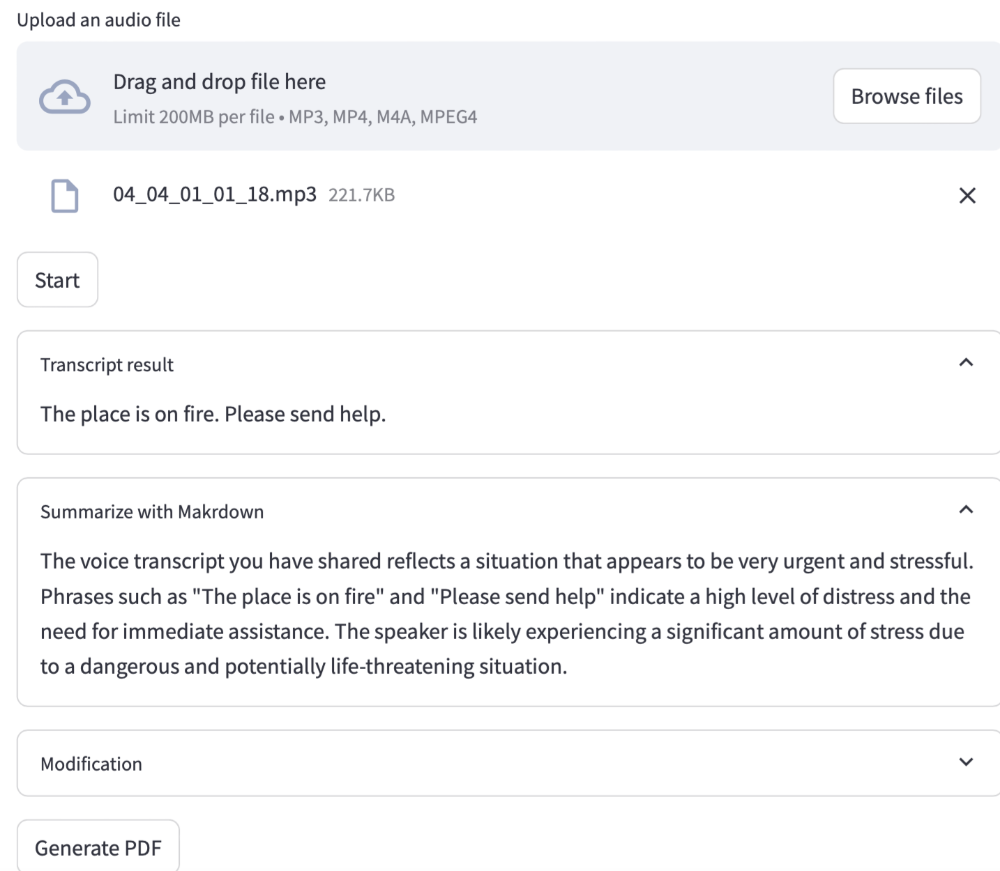 Upload an audio file
Drag and drop file here
Limit 200MB per file • MP3, MP4, M4A, MPEG4
Browse files
04_04_01_01_18.mp3 221.7KB
Start
Transcript result
The place is on fire. Please send help.
Summarize with Makrdown
The voice transcript you have shared reflects a situation that appears to be very urgent and stressful.
Phrases such as "The place is on fire" and "Please send help" indicate a high level of distress and the
need for immediate assistance. The speaker is likely experiencing a significant amount of stress due
to a dangerous and potentially life-threatening situation.
Modification
Generate PDF